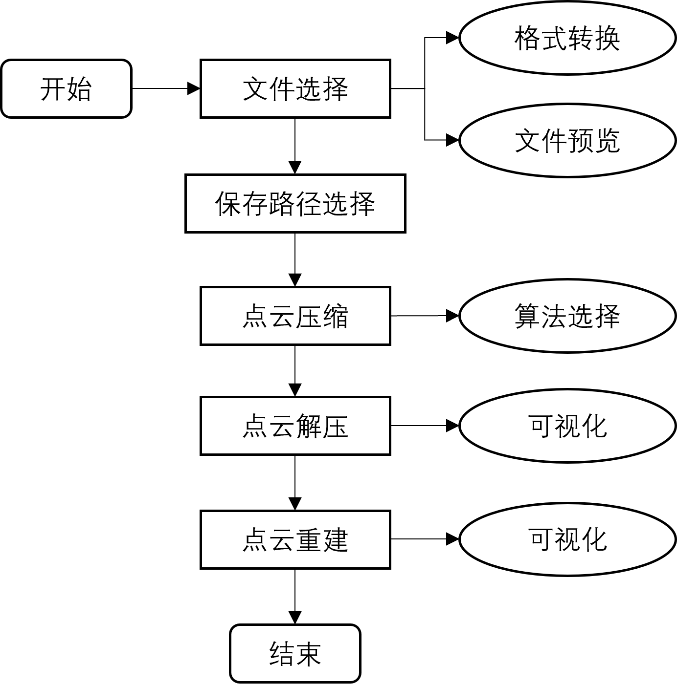 开始
文件选择
格式转换
文件预览
保存路径选择
点云压缩
算法选择
点云解压
可视化
点云重建
可视化
结束